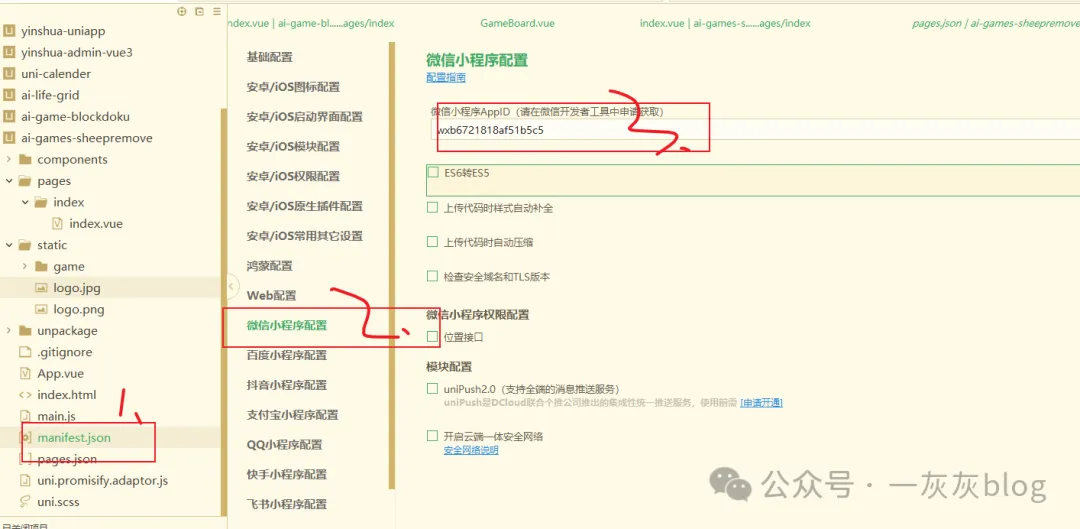 index.vue | ai-game-bl......ages/index
GameBoard.vue
index.vue | ai-games-s......ages/index
pages.json | ai-games-sheepremove
yinshua-uniapp
yinshua-admin-vue3
uni-calender
ai-life-grid
ai-game-blockdoku
ai-games-sheepremove
components
pages
index
index.vue
static
game
logo.jpg
logo.png
unpackage
.gitignore
App.vue
index.html
main.js
manifest.json
pages.json
uni.promisify.adaptor.js
uni.scss
已关闭项目
基础配置
安卓/iOS图标配置
安卓/iOS启动界面配置
安卓/iOS模块配置
安卓/iOS权限配置
安卓/iOS原生插件配置
安卓/iOS常用其它设置
鸿蒙配置
Web配置
微信小程序配置
百度小程序配置
抖音小程序配置
支付宝小程序配置
QQ小程序配置
快手小程序配置
飞书小程序配置
微信小程序配置
配置指南
微信小程序AppID（请在微信开发者工具中申请获取）
wxb6721818af51b5c5
ES6转ES5
上传代码时样式自动补全
上传代码时自动压缩
检查安全域名和TLS版本
微信小程序权限配置
位置接口
模块配置
uniPush2.0（支持全端的消息推送服务）
uniPush是DCloud联合个推公司推出的集成性统一推送服务，使用前需 [申请开通]
开启云端一体安全网络
安全网络说明
1.
2.
3.
公众号 · 一灰灰blog